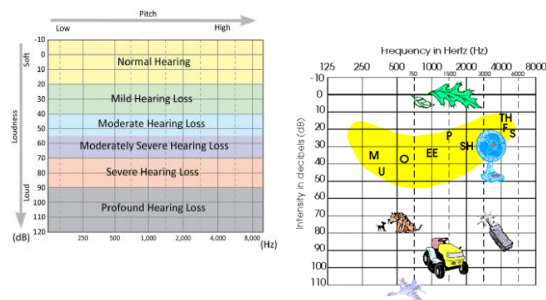 Pitch
Low High
Loudness
Soft
Loud
-10
0
10
20
30
40
50
60
70
80
90
100
110
120
(dB)
Normal Hearing
Mild Hearing Loss
Moderate Hearing Loss
Moderately Severe Hearing Loss
Severe Hearing Loss
Profound Hearing Loss
250 500 1,000 2,000 4,000 8,000 (Hz)
Frequency in Hertz (Hz)
125 250 500 1000 2000 4000 8000
750 1500 3000 6000
Intensity in decibels (dB)
-10
0
10
20
30
40
50
60
70
80
90
100
110
TH
F
S
P
SH
M
O
EE
U